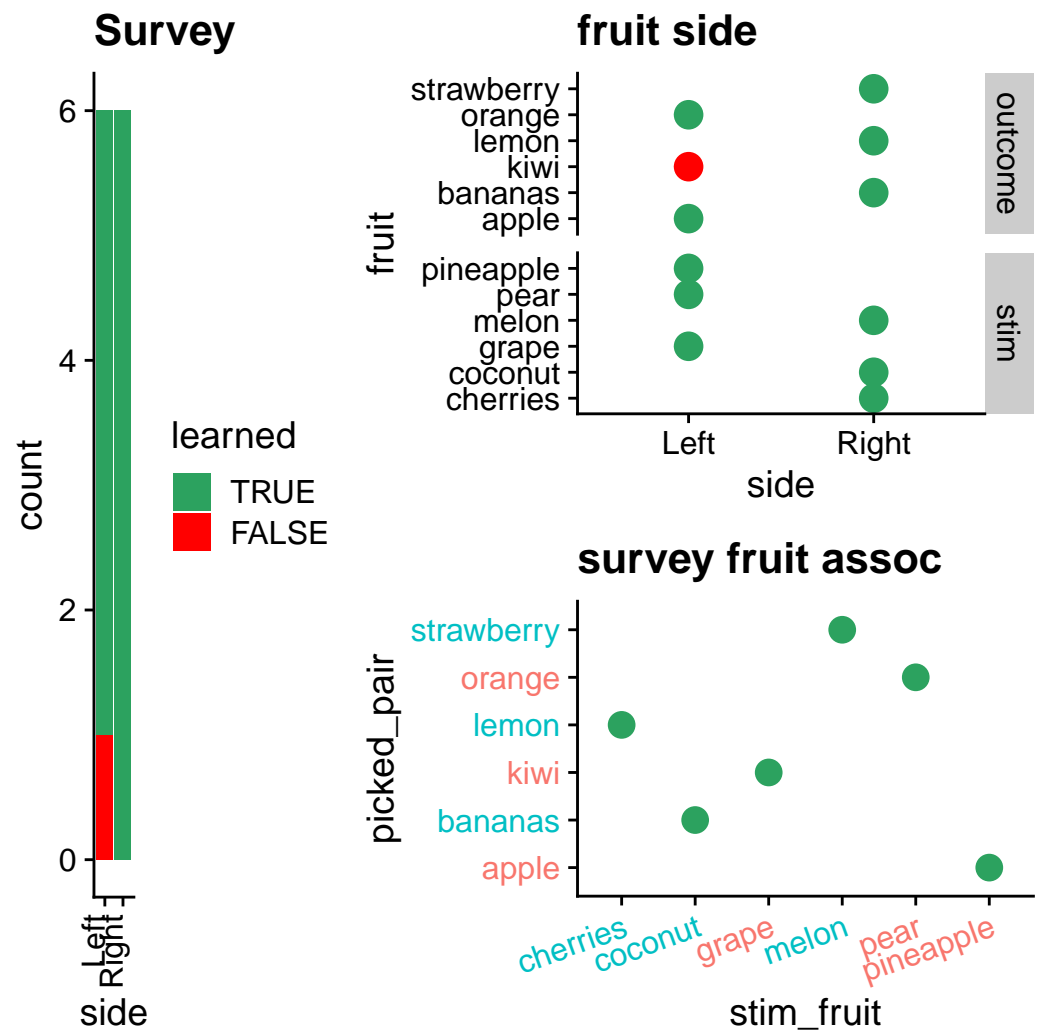 Survey
6
4
2
0
count
Left
Right
side
learned
TRUE
FALSE
fruit side
strawberry
orange
lemon
kiwi
bananas
apple
outcome
fruit
pineapple
pear
melon
grape
coconut
cherries
stim
Left Right
side
survey fruit assoc
strawberry
orange
lemon
kiwi
bananas
apple
picked_pair
cherries coconut grape melon pear pineapple
stim_fruit